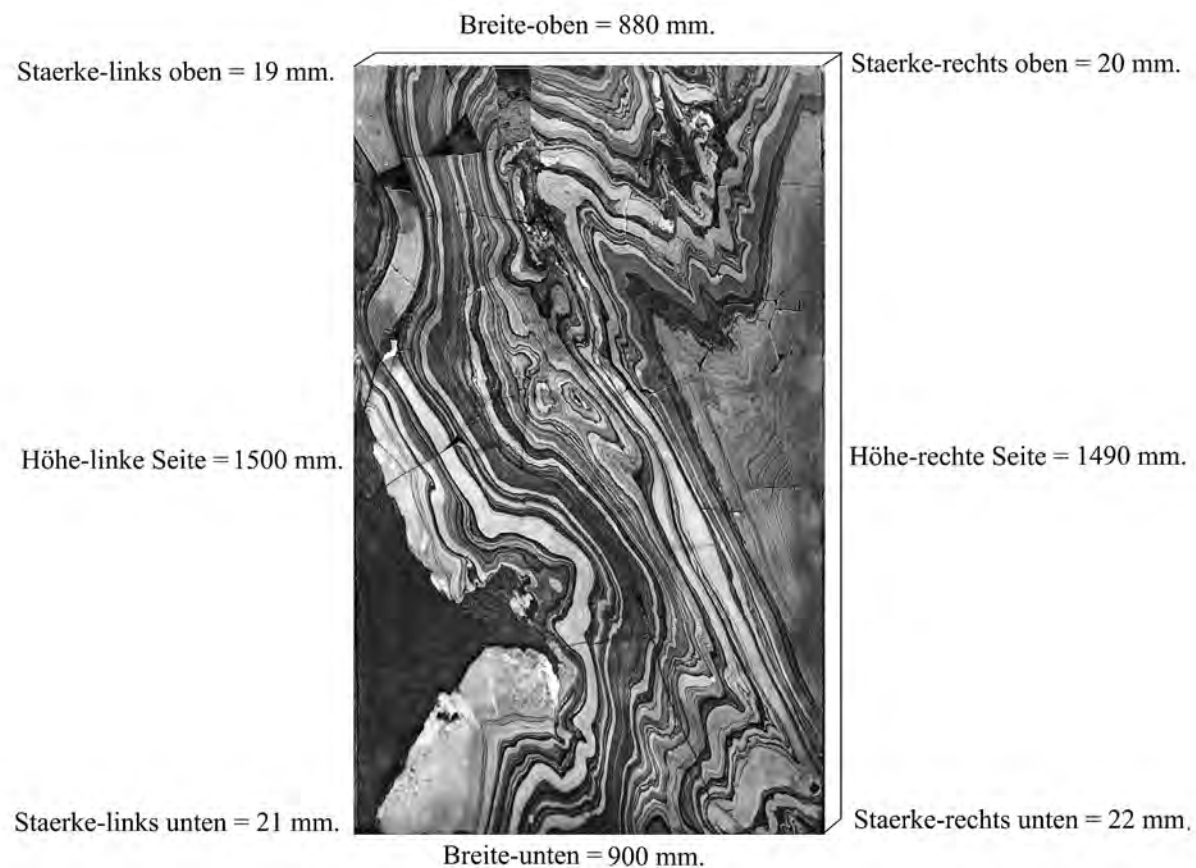 Breite-oben = 880 mm.
Staerke-links oben = 19 mm.
Staerke-rechts oben = 20 mm.
Höhe-linke Seite = 1500 mm.
Höhe-rechte Seite = 1490 mm.
Staerke-links unten = 21 mm.
Staerke-rechts unten = 22 mm.
Breite-unten = 900 mm.